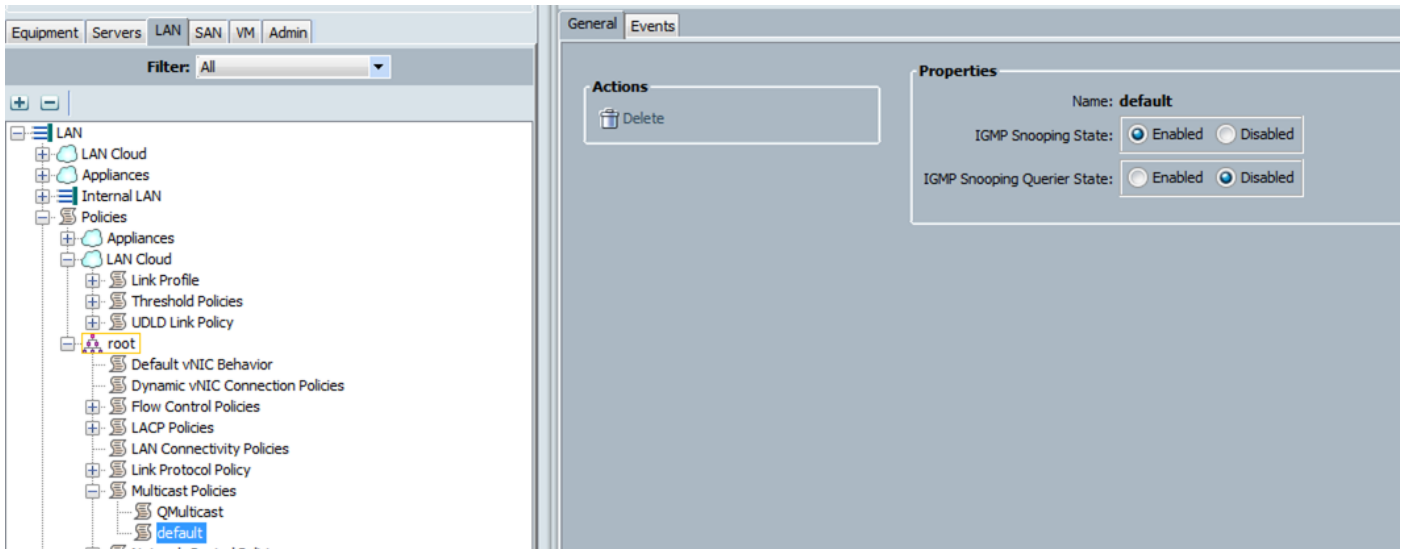 Equipment Servers LAN SAN VM Admin
Filter: All
LAN
LAN Cloud
Appliances
Internal LAN
Policies
Appliances
LAN Cloud
Link Profile
Threshold Policies
UDLD Link Policy
root
Default vNIC Behavior
Dynamic vNIC Connection Policies
Flow Control Policies
LACP Policies
LAN Connectivity Policies
Link Protocol Policy
Multicast Policies
QMulticast
default
General Events
Actions
Delete
Properties
Name: default
IGMP Snooping State: Enabled Disabled
IGMP Snooping Querier State: Enabled Disabled